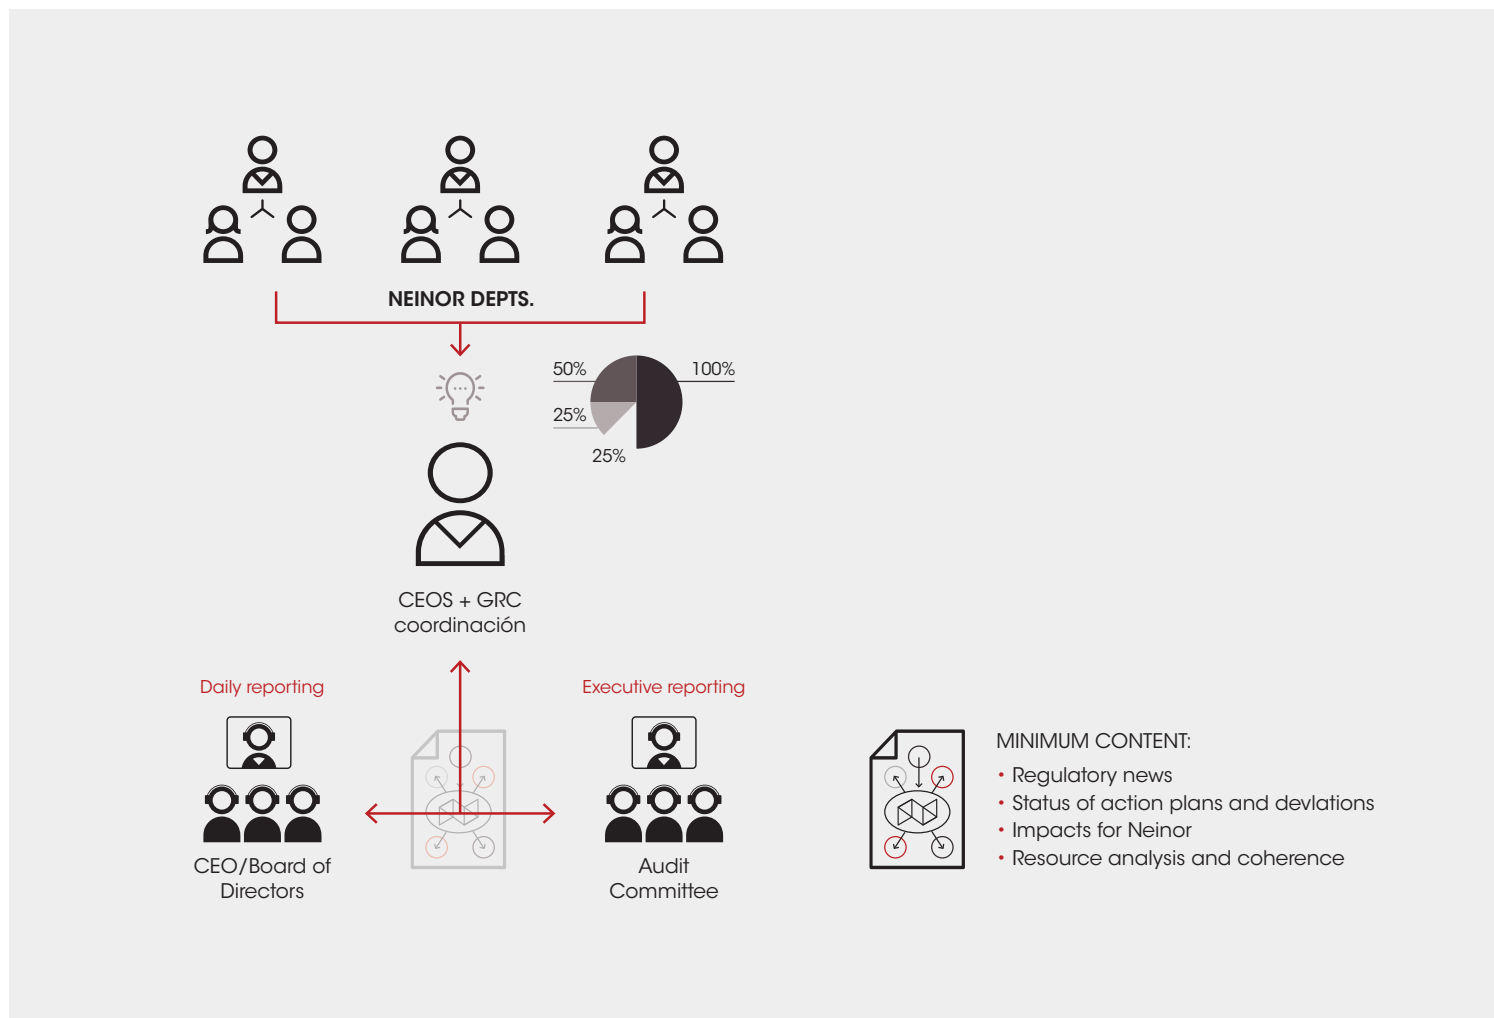 NEINOR DEPTS.
50%
100%
25%
25%
CEOS + GRC
coordinación
Daily reporting
Executive reporting
CEO/Board of
Directors
Audit
Committee
MINIMUM CONTENT:
• Regulatory news
• Status of action plans and devlations
• Impacts for Neinor
• Resource analysis and coherence